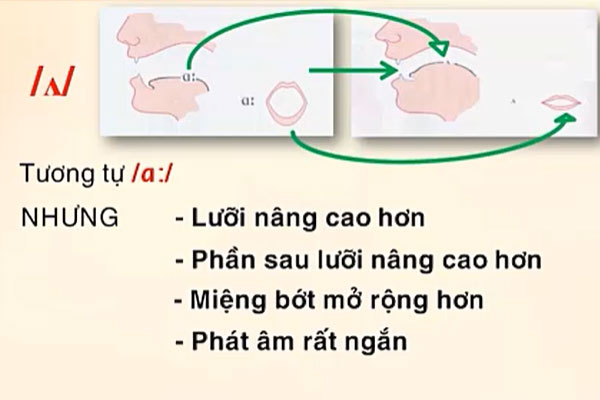 /ʌ/
ɑ:
ɑ:
ʌ
Tương tự /ɑ:/
NHƯNG - Lưỡi nâng cao hơn
- Phần sau lưỡi nâng cao hơn
- Miệng bớt mở rộng hơn
- Phát âm rất ngắn